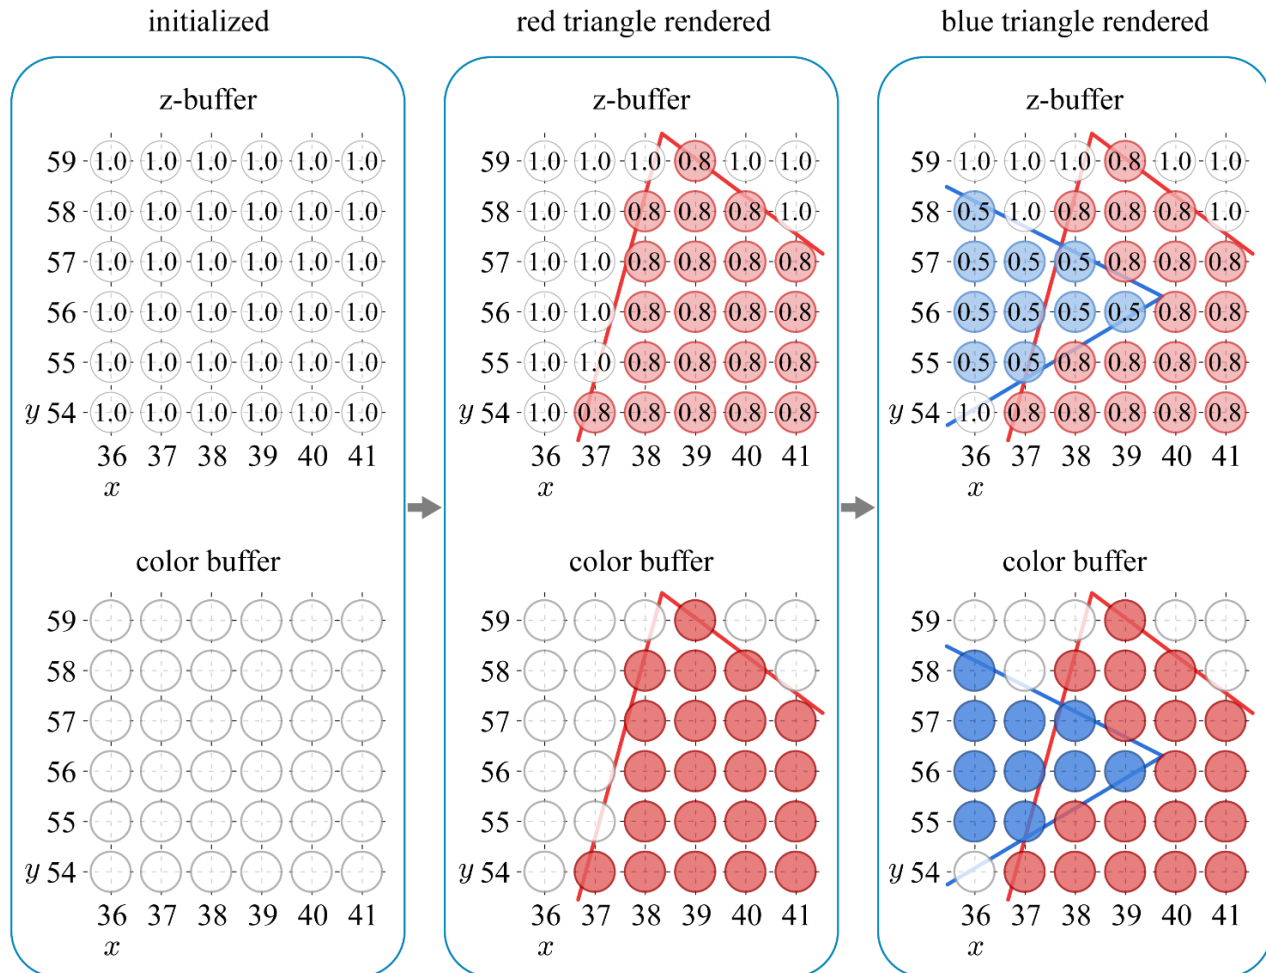 initialized red triangle rendered blue triangle rendered
z-buffer z-buffer z-buffer
59 1.0 1.0 1.0 1.0 1.0 1.0 59 1.0 1.0 1.0 0.8 1.0 1.0 59 1.0 1.0 1.0 0.8 1.0 1.0
58 1.0 1.0 1.0 1.0 1.0 1.0 58 1.0 1.0 0.8 0.8 0.8 1.0 58 0.5 1.0 0.8 0.8 0.8 1.0
57 1.0 1.0 1.0 1.0 1.0 1.0 57 1.0 1.0 0.8 0.8 0.8 0.8 57 0.5 0.5 0.5 0.8 0.8 0.8
56 1.0 1.0 1.0 1.0 1.0 1.0 56 1.0 1.0 0.8 0.8 0.8 0.8 56 0.5 0.5 0.5 0.5 0.8 0.8
55 1.0 1.0 1.0 1.0 1.0 1.0 55 1.0 1.0 0.8 0.8 0.8 0.8 55 0.5 0.5 0.8 0.8 0.8 0.8
y 54 1.0 1.0 1.0 1.0 1.0 1.0 y 54 1.0 0.8 0.8 0.8 0.8 0.8 y 54 1.0 0.8 0.8 0.8 0.8 0.8
36 37 38 39 40 41 36 37 38 39 40 41 36 37 38 39 40 41
x x x
color buffer color buffer color buffer
59 59 59
58 58 58
57 57 57
56 56 56
55 55 55
y 54 y 54 y 54
36 37 38 39 40 41 36 37 38 39 40 41 36 37 38 39 40 41
x x x